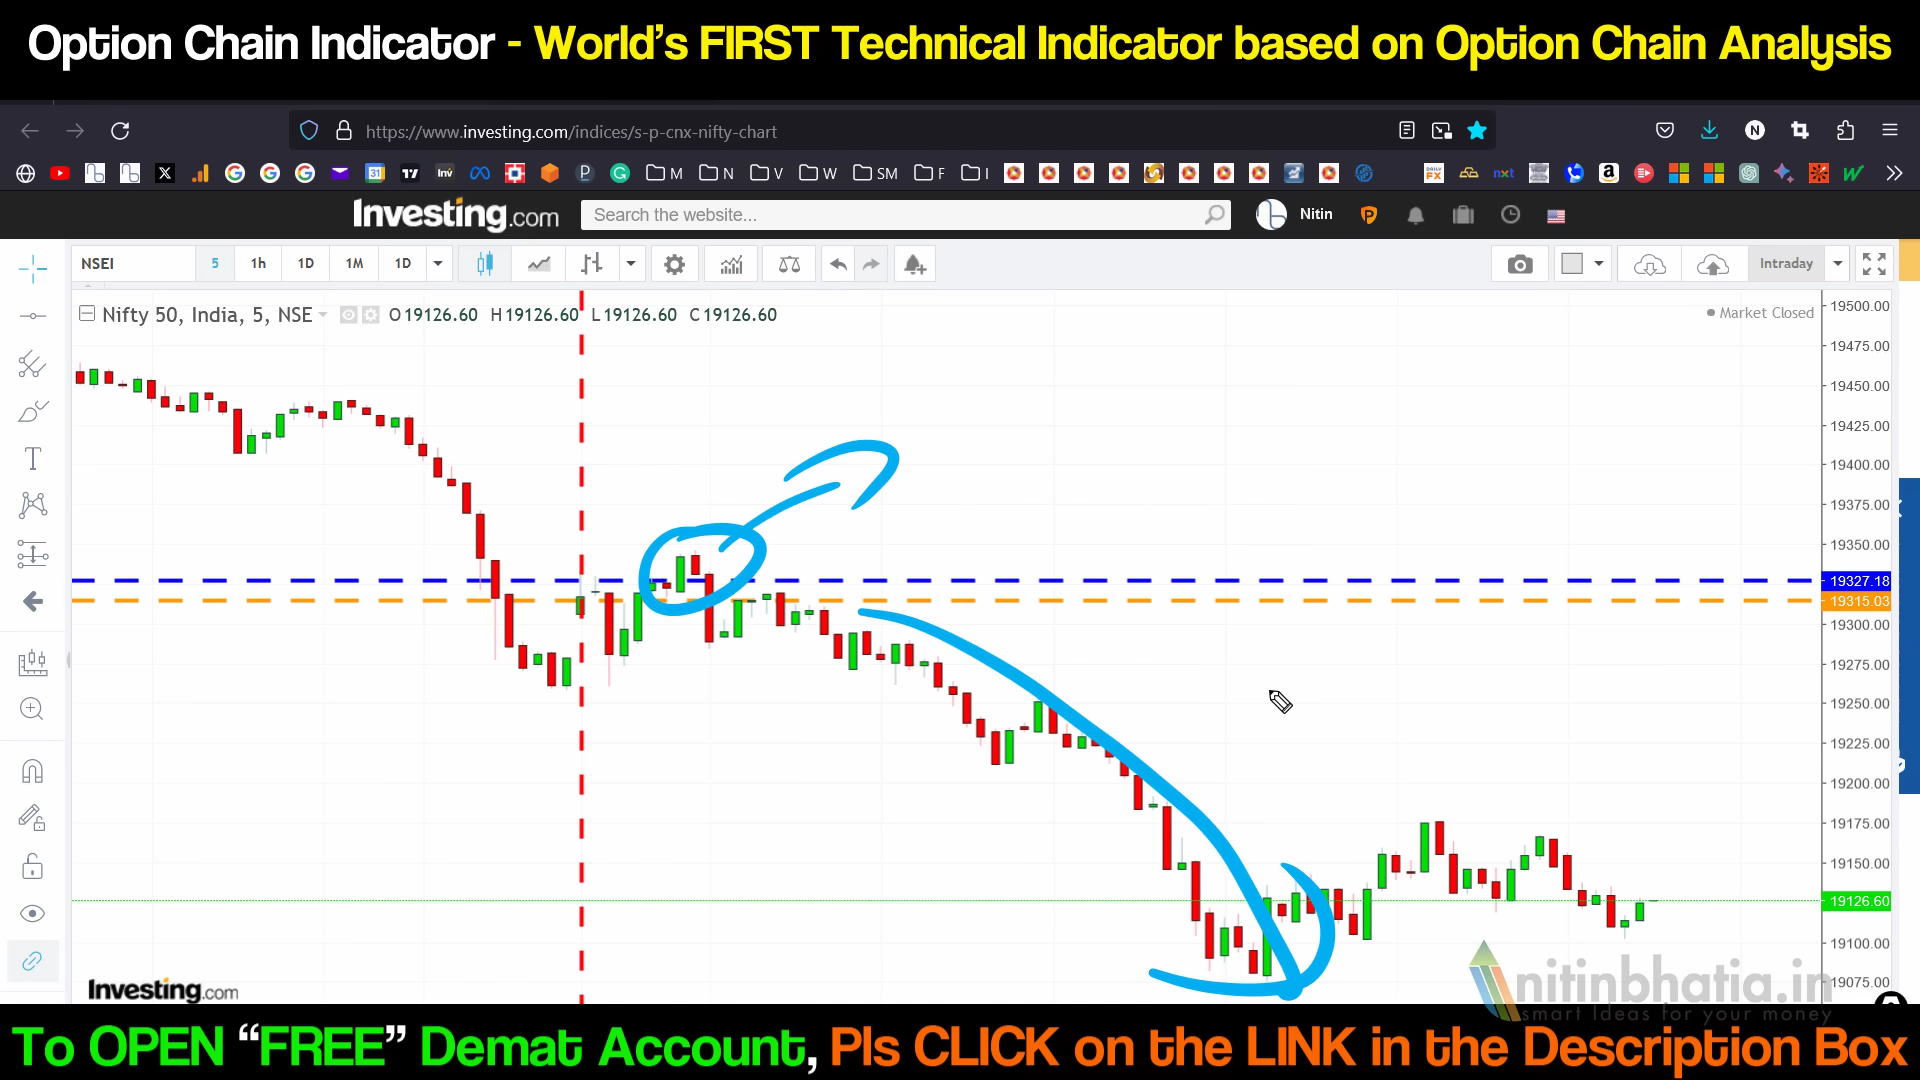 Option Chain Indicator - World's FIRST Technical Indicator based on Option Chain Analysis
https://www.investing.com/indices/s-p-cnx-nifty-chart
M N V W SM F I
Investing.com Search the website... Nitin
NSEI 5 1h 1D 1M 1D Intraday
Nifty 50, India, 5, NSE O 19126.60 H 19126.60 L 19126.60 C 19126.60
Market Closed
19500.00
19475.00
19450.00
19425.00
19400.00
19375.00
19350.00
19327.18
19315.03
19300.00
19275.00
19250.00
19225.00
19200.00
19175.00
19150.00
19126.60
19100.00
19075.00
Investing.com
nitinbhatia.in
smart Ideas for your money
To OPEN "FREE" Demat Account, Pls CLICK on the LINK in the Description Box